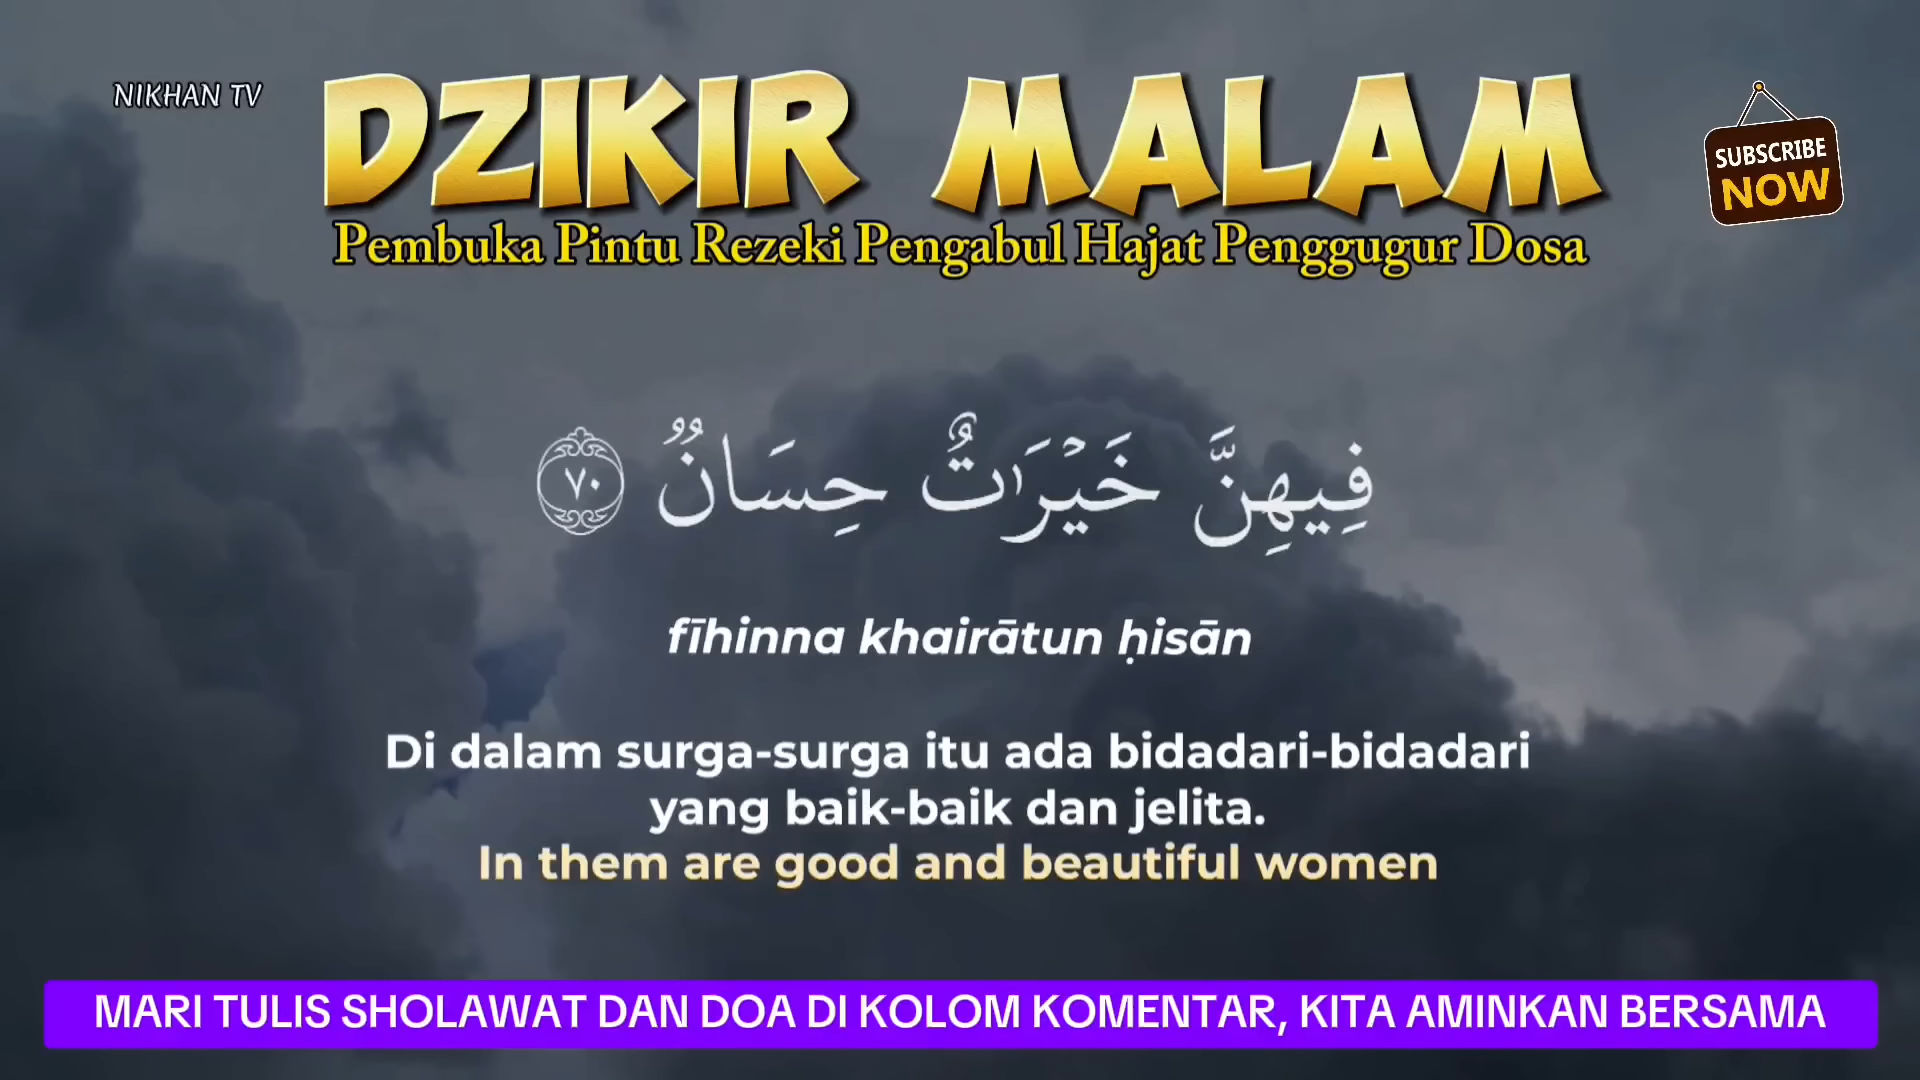 NIKHAN TV
DZIKIR MALAM
SUBSCRIBE
NOW
Pembuka Pintu Rezeki Pengabul Hajat Penggugur Dosa
فِيهِنَّ خَيْرَٰتٌ حِسَانٌ ٧٠
fīhinna khairātun ḥisān
Di dalam surga-surga itu ada bidadari-bidadari
yang baik-baik dan jelita.
In them are good and beautiful women
MARI TULIS SHOLAWAT DAN DOA DI KOLOM KOMENTAR, KITA AMINKAN BERSAMA